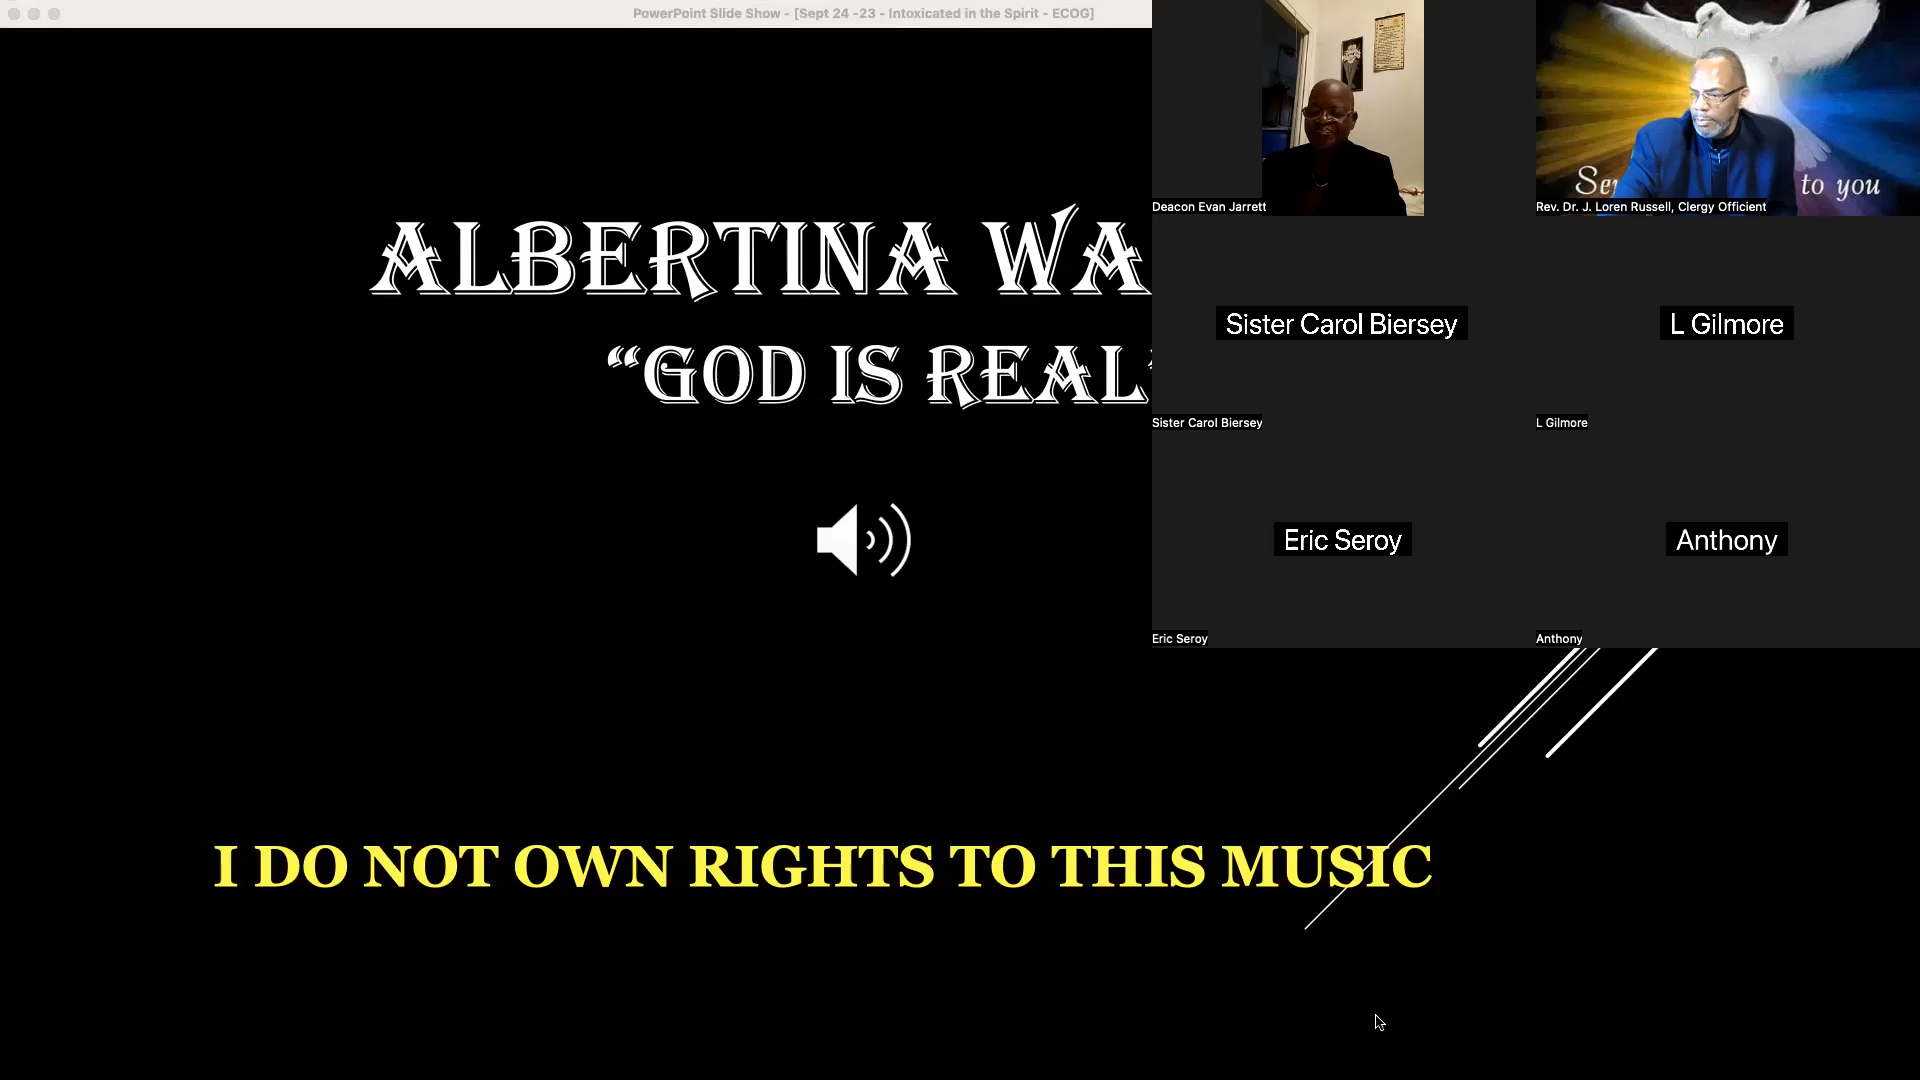 PowerPoint Slide Show - [Sept 24 -23 - Intoxicated in the Spirit - ECOG]
ALBERTINA WA
“GOD IS REAL”
I DO NOT OWN RIGHTS TO THIS MUSIC
Deacon Evan Jarrett
to you
Rev. Dr. J. Loren Russell, Clergy Officient
Sister Carol Biersey
Sister Carol Biersey
L Gilmore
L Gilmore
Eric Seroy
Eric Seroy
Anthony
Anthony